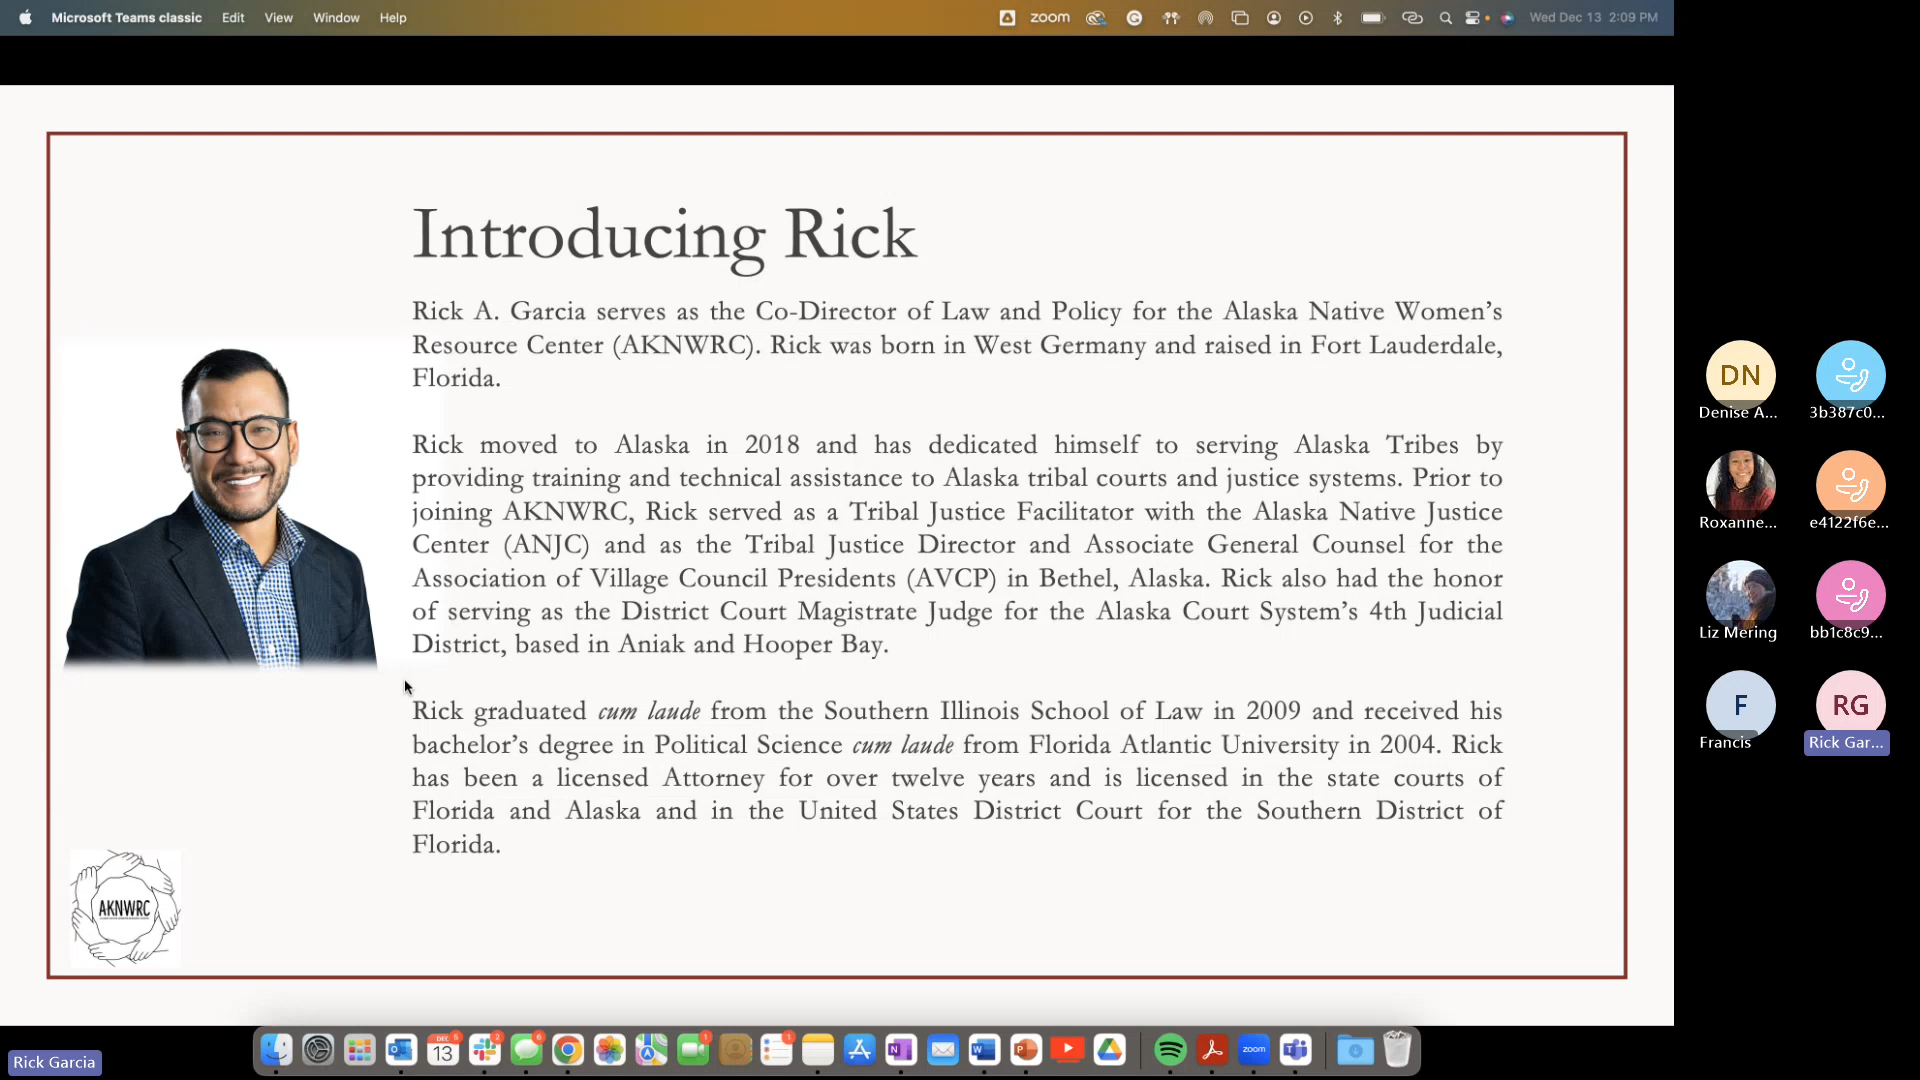 Microsoft Teams classic Edit View Window Help
zoom Wed Dec 13 2:09 PM
Introducing Rick
Rick A. Garcia serves as the Co-Director of Law and Policy for the Alaska Native Women’s
Resource Center (AKNWRC). Rick was born in West Germany and raised in Fort Lauderdale,
Florida.
Rick moved to Alaska in 2018 and has dedicated himself to serving Alaska Tribes by
providing training and technical assistance to Alaska tribal courts and justice systems. Prior to
joining AKNWRC, Rick served as a Tribal Justice Facilitator with the Alaska Native Justice
Center (ANJC) and as the Tribal Justice Director and Associate General Counsel for the
Association of Village Council Presidents (AVCP) in Bethel, Alaska. Rick also had the honor
of serving as the District Court Magistrate Judge for the Alaska Court System’s 4th Judicial
District, based in Aniak and Hooper Bay.
Rick graduated cum laude from the Southern Illinois School of Law in 2009 and received his
bachelor’s degree in Political Science cum laude from Florida Atlantic University in 2004. Rick
has been a licensed Attorney for over twelve years and is licensed in the state courts of
Florida and Alaska and in the United States District Court for the Southern District of
Florida.
AKNWRC
DN
Denise A...
3b387c0...
Roxanne...
e4122f6e...
Liz Mering
bb1c8c9...
F
Francis
RG
Rick Gar...
DEC
13
zoom
Rick Garcia